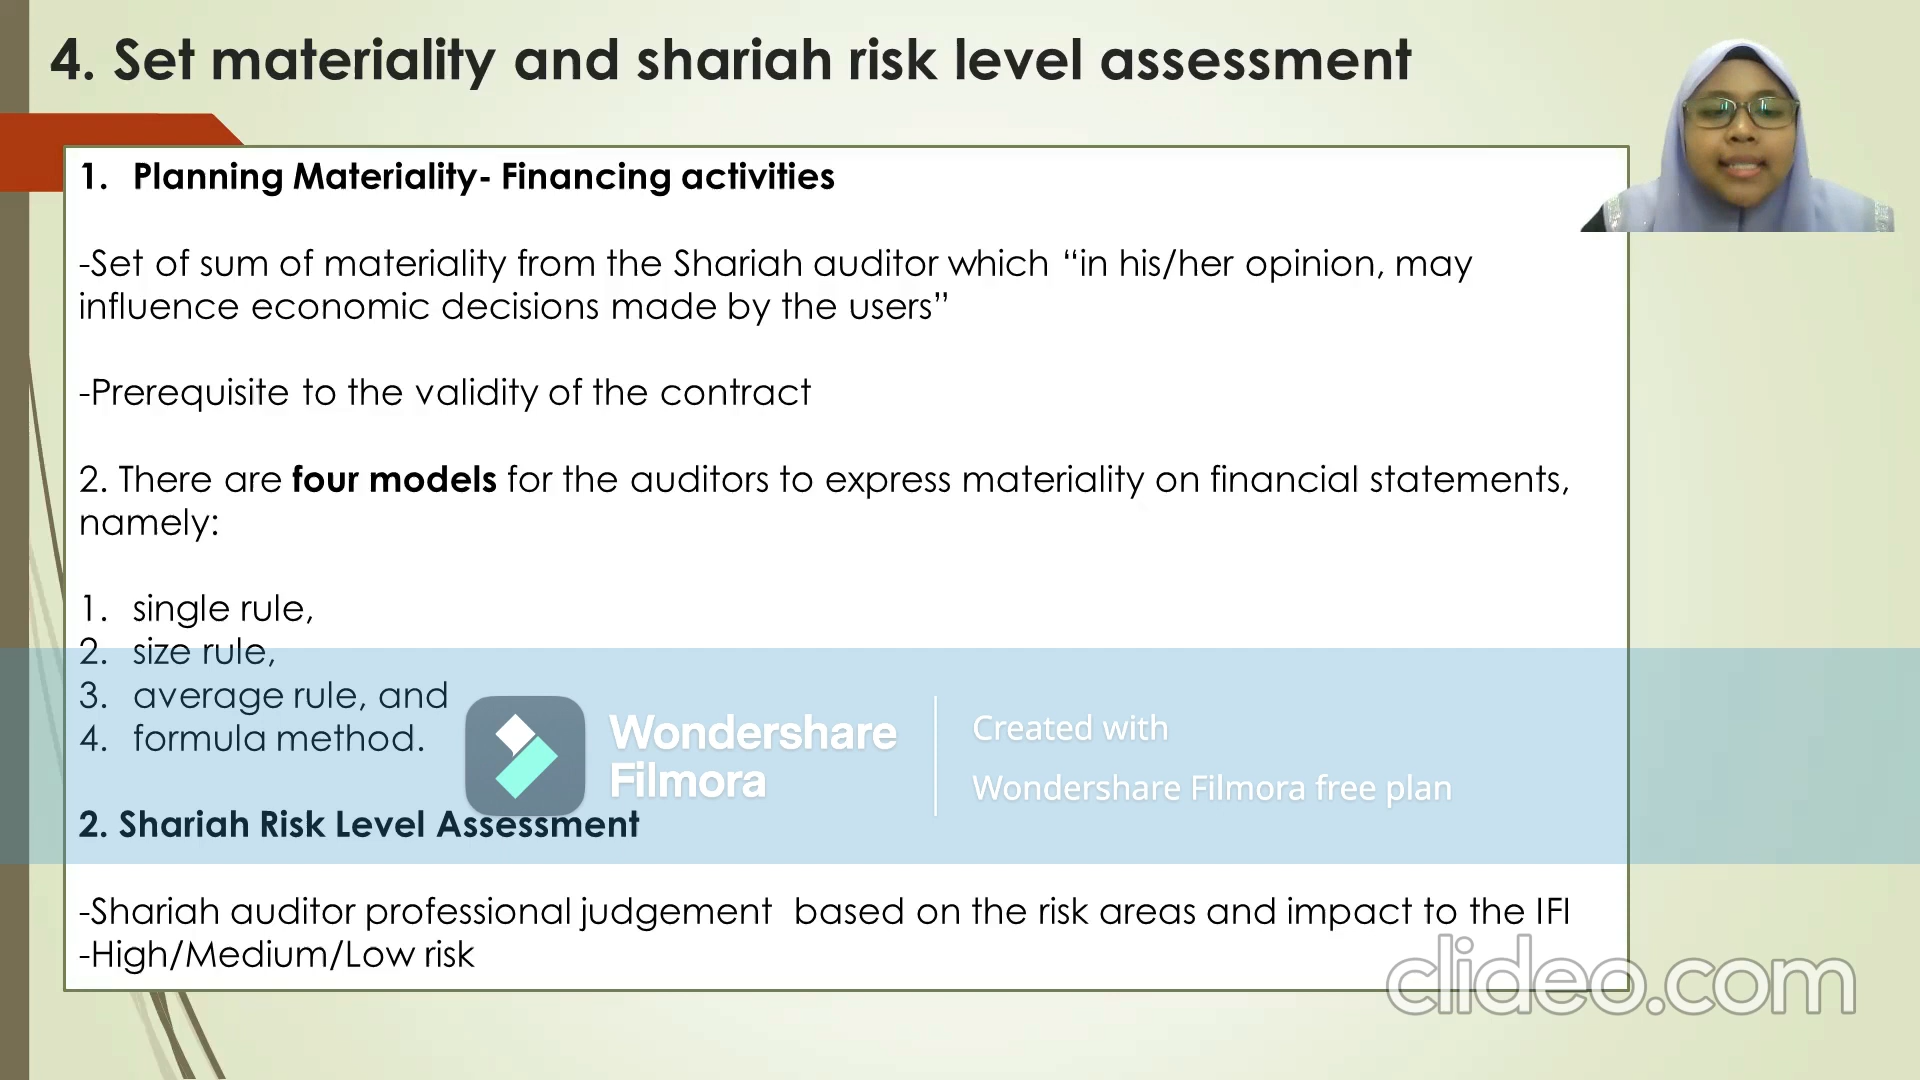 4. Set materiality and shariah risk level assessment
1. Planning Materiality- Financing activities
-Set of sum of materiality from the Shariah auditor which “in his/her opinion, may
influence economic decisions made by the users”
-Prerequisite to the validity of the contract
2. There are four models for the auditors to express materiality on financial statements,
namely:
1. single rule,
2. size rule,
3. average rule, and
4. formula method.
Wondershare
Filmora
Created with
Wondershare Filmora free plan
2. Shariah Risk Level Assessment
-Shariah auditor professional judgement  based on the risk areas and impact to the IFI
-High/Medium/Low risk
clideo.com